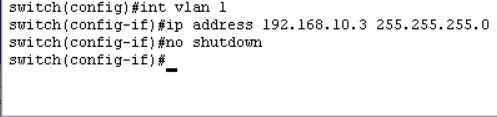 switch(config)#int vlan 1
switch(config-if)#ip address 192.168.10.3 255.255.255.0
switch(config-if)#no shutdown
switch(config-if)#